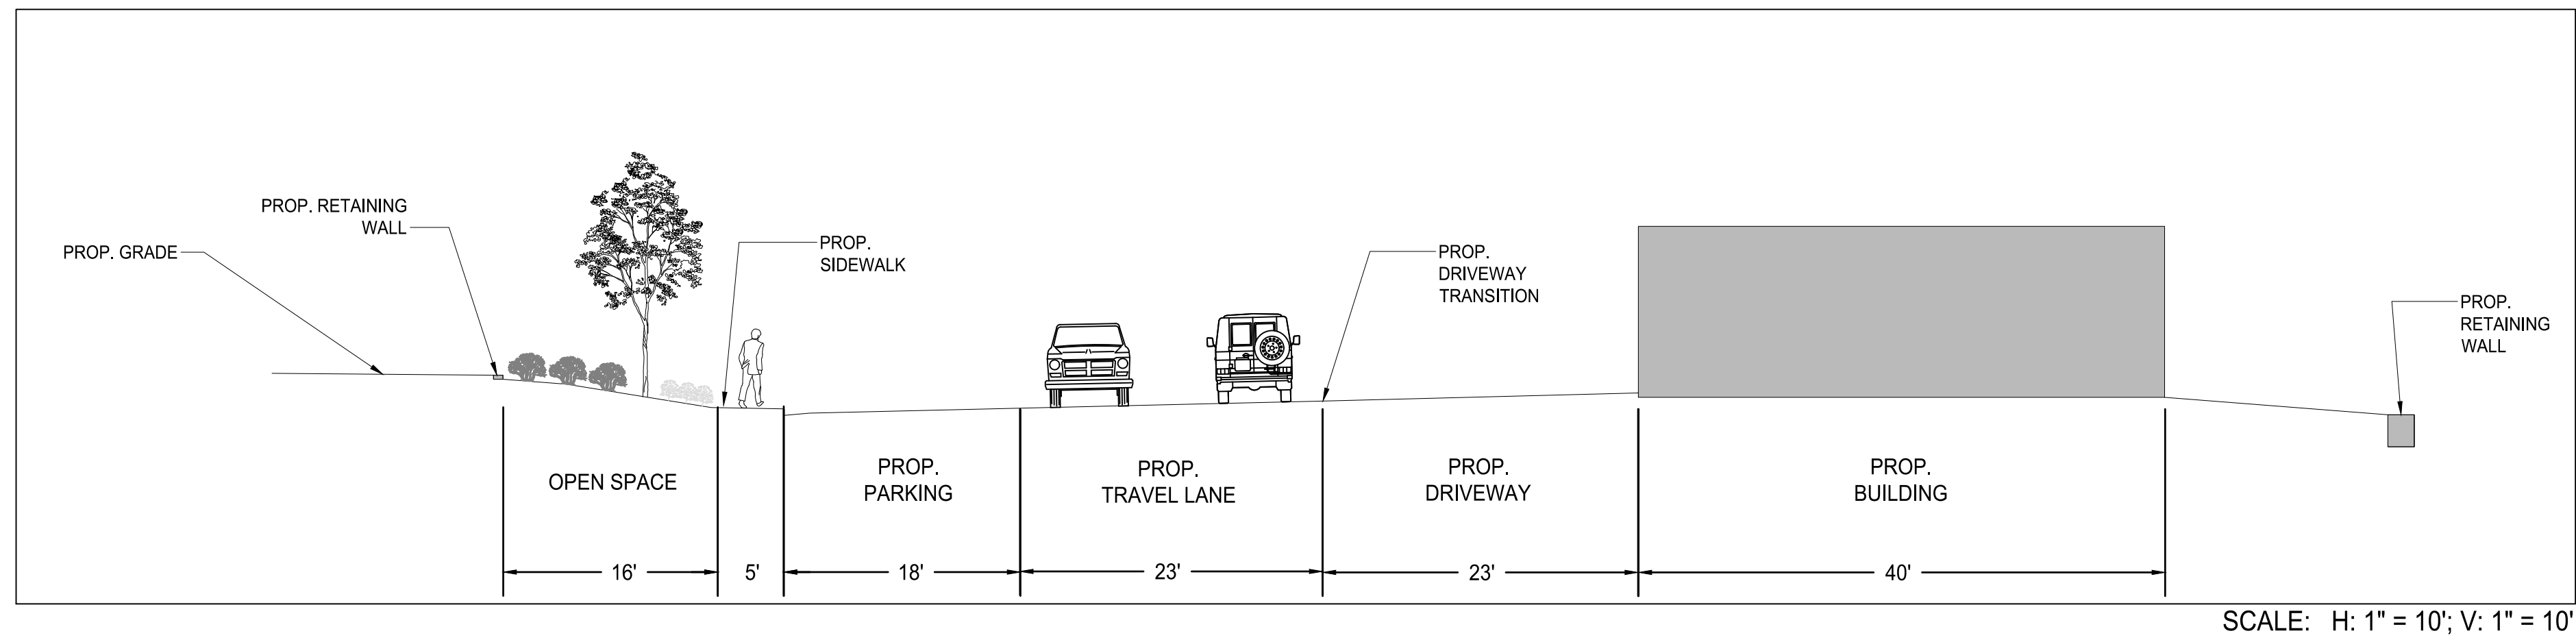 PROP. GRADE
PROP. RETAINING
WALL
PROP.
SIDEWALK
PROP.
DRIVEWAY
TRANSITION
PROP.
RETAINING
WALL
OPEN SPACE
PROP.
PARKING
PROP.
TRAVEL LANE
PROP.
DRIVEWAY
PROP.
BUILDING
16'
5'
18'
23'
23'
40'
SCALE: H: 1" = 10'; V: 1" = 10'